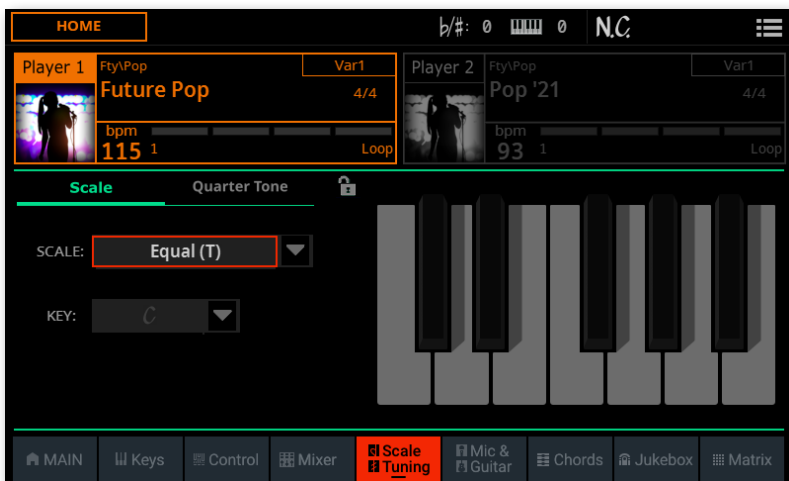 HOME b/#: 0 0 N.C.
Player 1 Fty\Pop Var1 Player 2 Fty\Pop Var1
Future Pop 4/4 Pop '21 4/4
bpm bpm
115 1 Loop 93 1 Loop
Scale Quarter Tone
SCALE: Equal (T)
KEY: C
MAIN Keys Control Mixer Scale Tuning Mic & Guitar Chords Jukebox Matrix